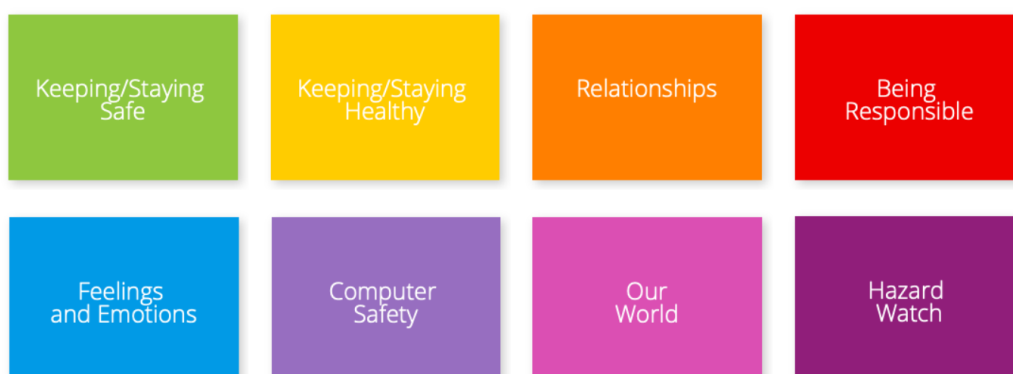 Keeping/Staying
Safe
Keeping/Staying
Healthy
Relationships
Being
Responsible
Feelings
and Emotions
Computer
Safety
Our
World
Hazard
Watch